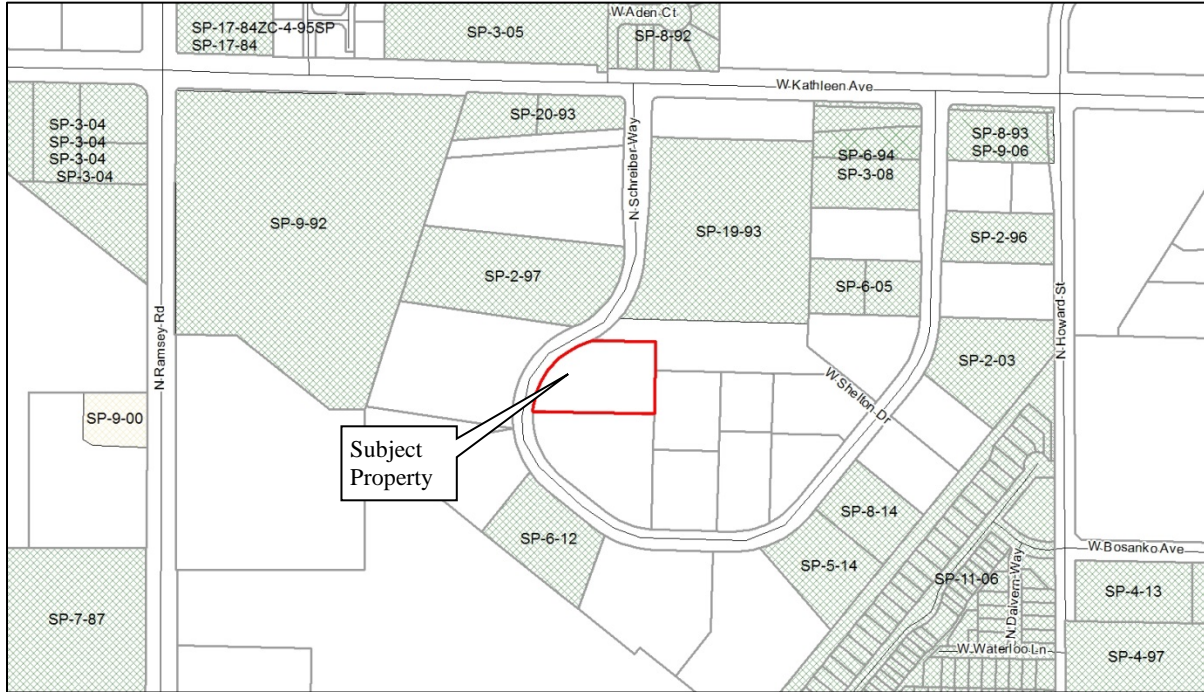 W Aden Ct
SP-17-84ZC-4-95SP
SP-17-84
SP-3-05
SP-8-92
W Kathleen Ave
SP-3-04
SP-3-04
SP-3-04
SP-3-04
SP-20-93
N Schreiber Way
SP-6-94
SP-3-08
SP-8-93
SP-9-06
SP-9-92
SP-19-93
SP-2-96
SP-2-97
SP-6-05
N Ramsey Rd
N Howard St
SP-2-03
W Shelton Dr
SP-9-00
Subject
Property
SP-8-14
SP-6-12
SP-5-14
W Bosanko Ave
SP-11-06
N Dalvern Way
SP-4-13
SP-7-87
W Waterloo Ln
SP-4-97